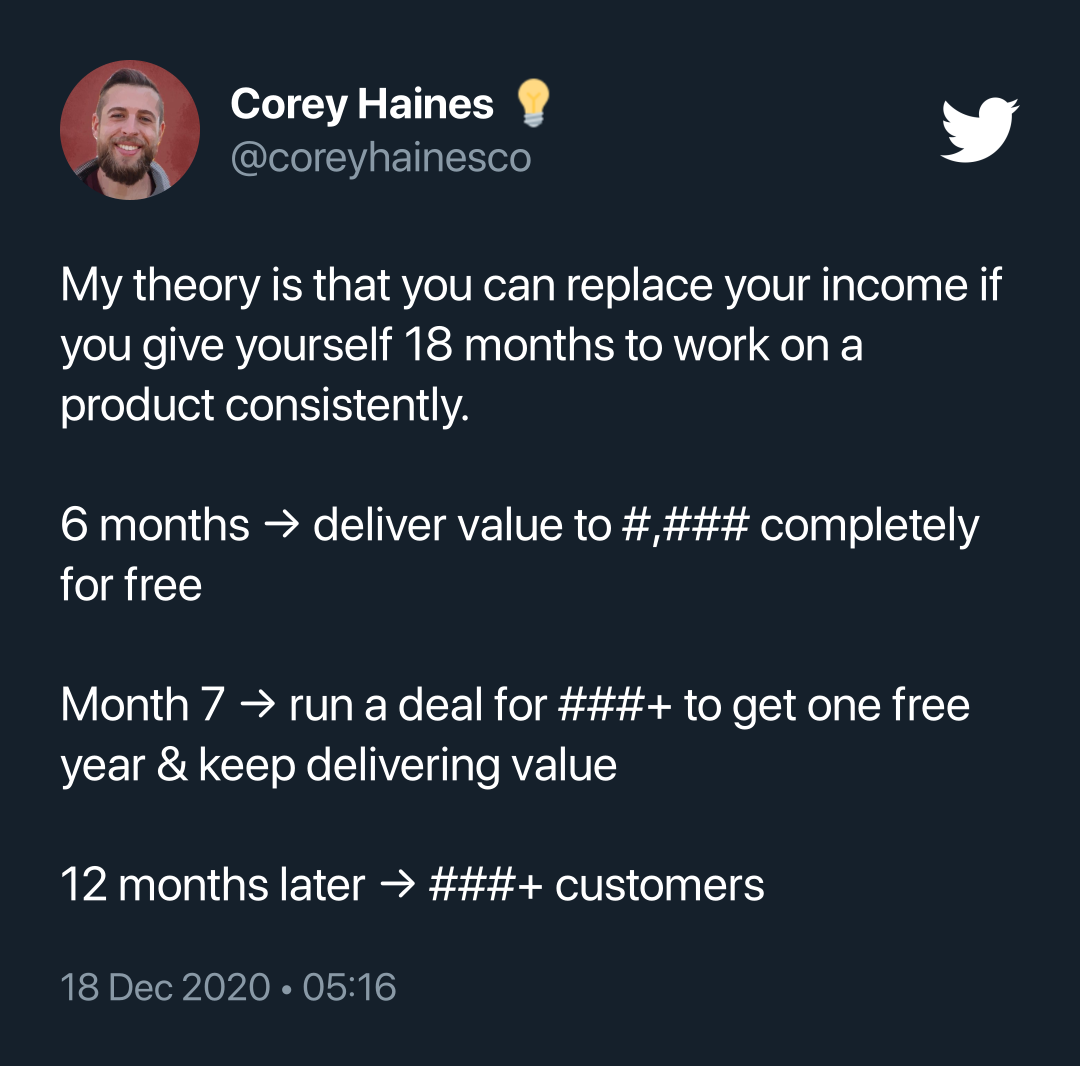 Corey Haines 💡
@coreyhainesco
My theory is that you can replace your income if
you give yourself 18 months to work on a
product consistently.
6 months → deliver value to #,### completely
for free
Month 7 → run a deal for ###+ to get one free
year & keep delivering value
12 months later → ###+ customers
18 Dec 2020 • 05:16